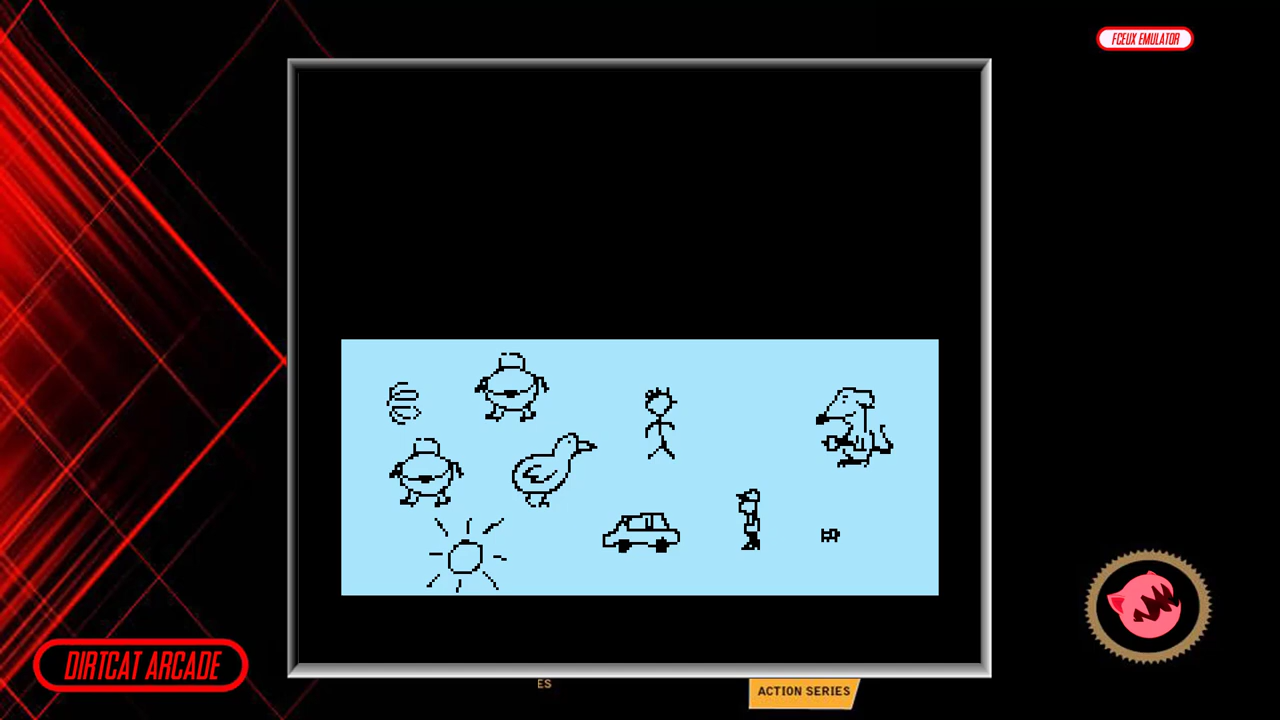 FCEUX EMULATOR
DIRTCAT ARCADE
ES
ACTION SERIES